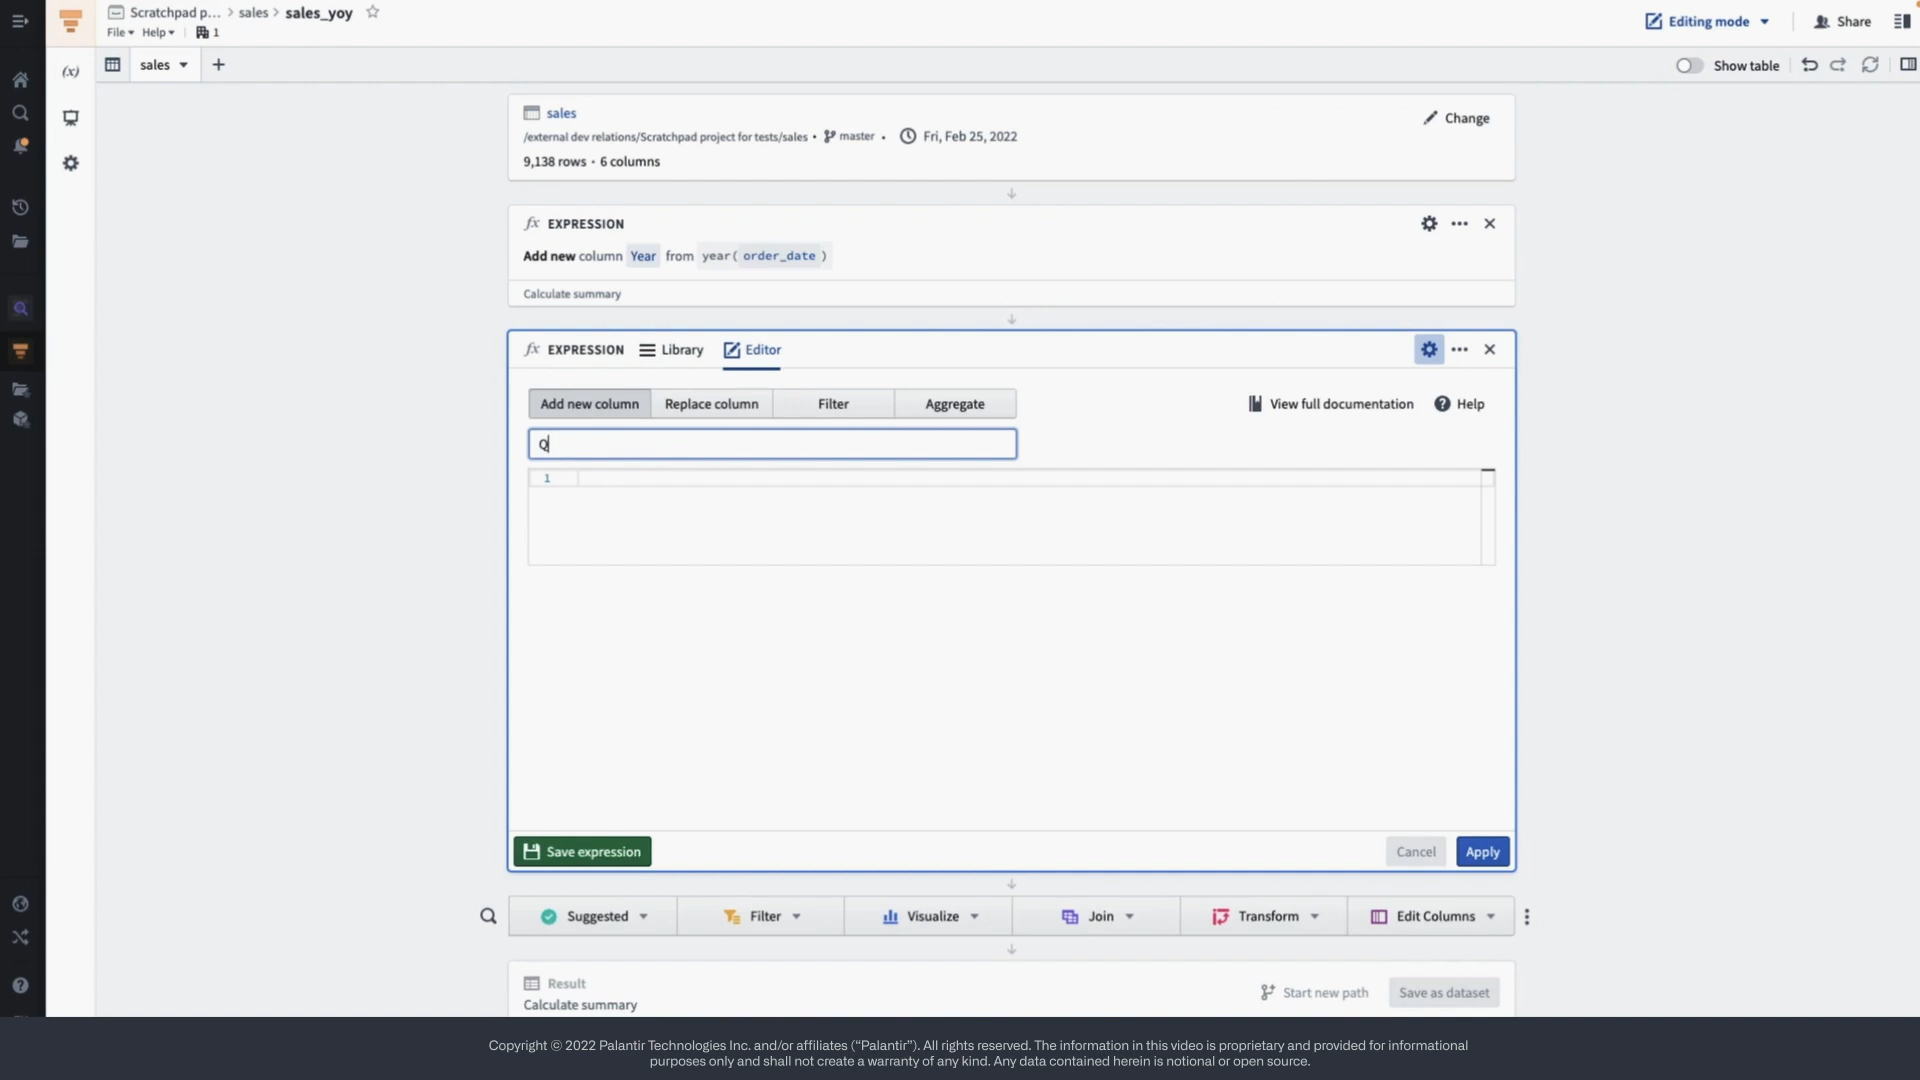 Scratchpad p... > sales > sales_yoy
File Help 1
Editing mode
Share
(x)
sales
+
Show table
sales
/external dev relations/Scratchpad project for tests/sales • master • Fri, Feb 25, 2022
9,138 rows • 6 columns
Change
fx EXPRESSION
Add new column Year from year( order_date )
Calculate summary
fx EXPRESSION Library Editor
Add new column Replace column Filter Aggregate
View full documentation Help
Q
1
Save expression
Cancel Apply
Suggested Filter Visualize Join Transform Edit Columns
Result
Calculate summary
Start new path Save as dataset
Copyright © 2022 Palantir Technologies Inc. and/or affiliates (“Palantir”). All rights reserved. The information in this video is proprietary and provided for informational
purposes only and shall not create a warranty of any kind. Any data contained herein is notional or open source.